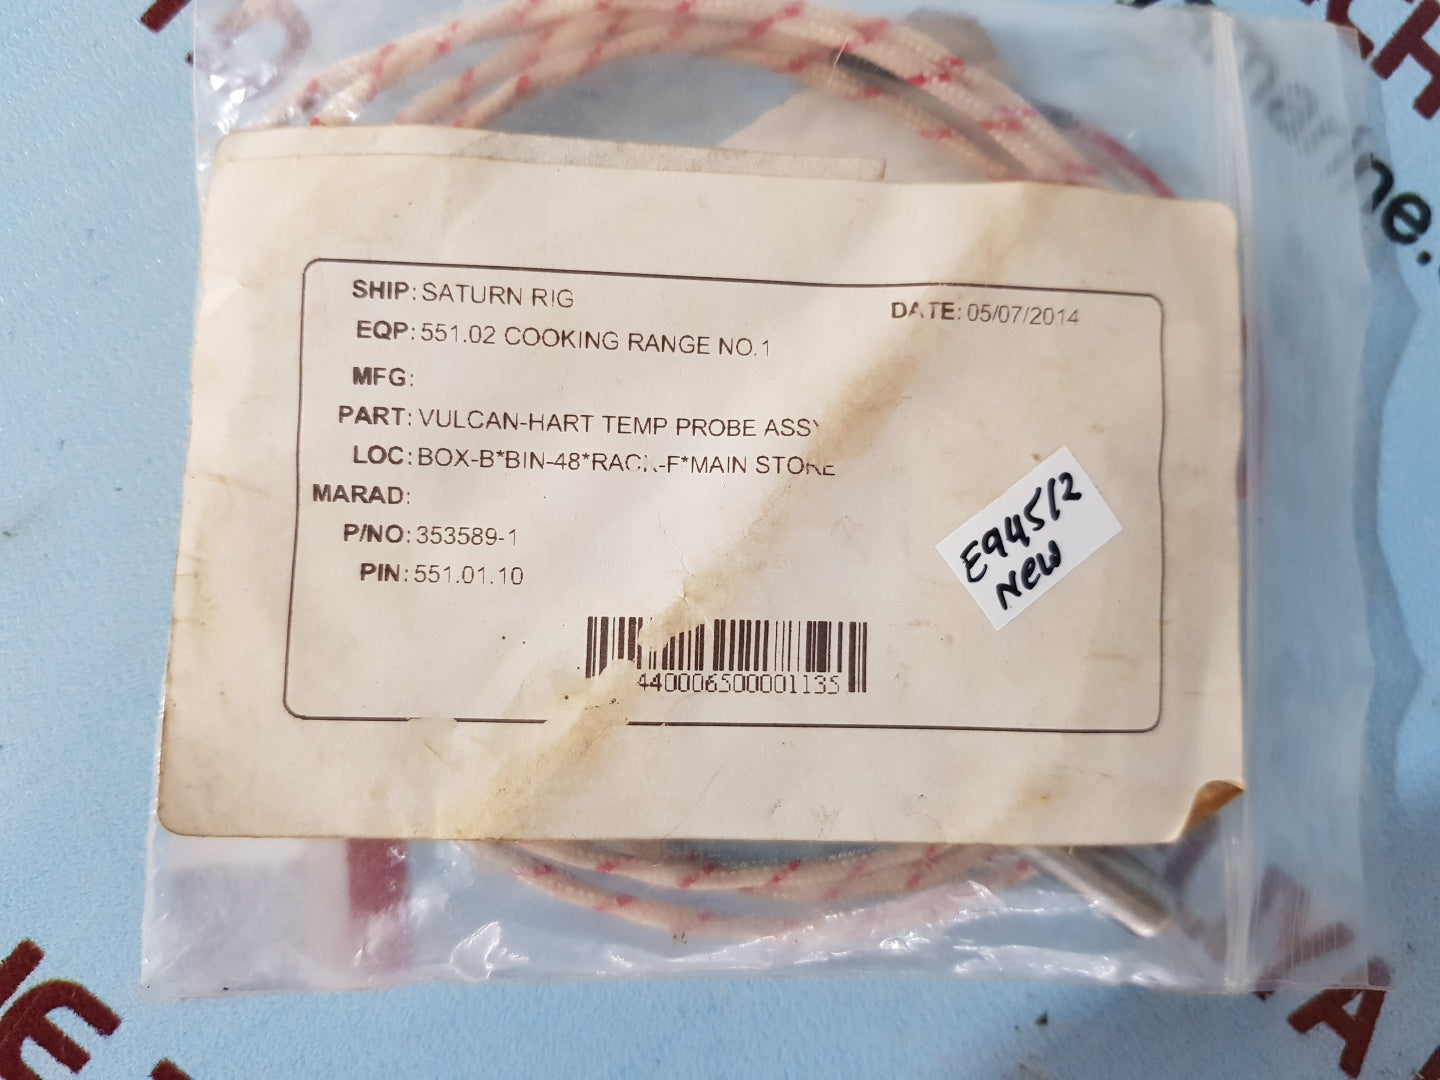 SHIP: SATURN RIG
DATE: 05/07/2014
EQP: 551.02 COOKING RANGE NO.1
MFG:
PART: VULCAN-HART TEMP PROBE ASSY
LOC: BOX-B*BIN-48*RACK-F*MAIN STORE
MARAD:
P/NO: 353589-1
PIN: 551.01.10
E94512
New
440006500001135
marine.